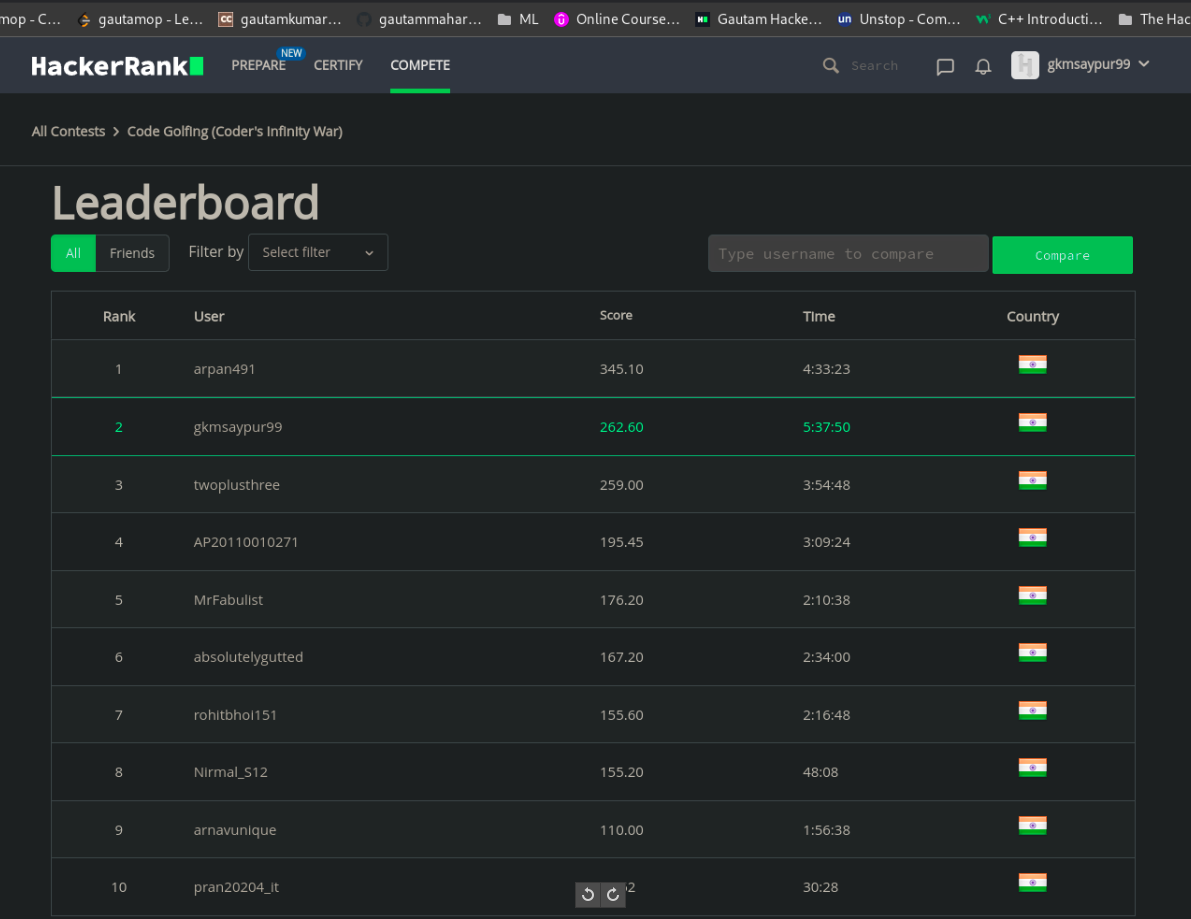 mop - C... gautamop - Le... CC gautamkumar... gautammahar... ML Online Course... Gautam Hacke... un Unstop - Com... C++ Introducti... The Hac
HackerRank PREPARE NEW CERTIFY COMPETE Search gkmsaypur99
All Contests > Code Golfing (Coder's Infinity War)
Leaderboard
All Friends Filter by Select filter Type username to compare Compare
Rank User Score Time Country
1 arpan491 345.10 4:33:23
2 gkmsaypur99 262.60 5:37:50
3 twoplusthree 259.00 3:54:48
4 AP20110010271 195.45 3:09:24
5 MrFabulist 176.20 2:10:38
6 absolutelygutted 167.20 2:34:00
7 rohitbhoi151 155.60 2:16:48
8 Nirmal_S12 155.20 48:08
9 arnavunique 110.00 1:56:38
10 pran20204_it 30:28